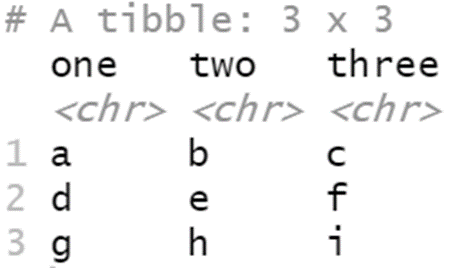 # A tibble: 3 x 3
one two three
<chr> <chr> <chr>
1 a b c
2 d e f
3 g h i